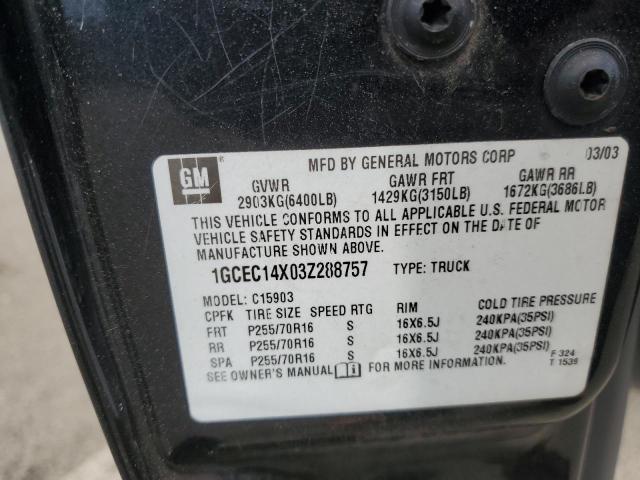 MFD BY GENERAL MOTORS CORP 03/03
GM
GVWR GAWR FRT GAWR RR
2903KG(6400LB) 1429KG(3150LB) 1672KG(3686LB)
THIS VEHICLE CONFORMS TO ALL APPLICABLE U.S. FEDERAL MOTOR
VEHICLE SAFETY STANDARDS IN EFFECT ON THE DATE OF
MANUFACTURE SHOWN ABOVE.
1GCEC14X03Z288757 TYPE: TRUCK
MODEL: C15903
CPFK TIRE SIZE SPEED RTG RIM COLD TIRE PRESSURE
FRT P255/70R16 S 16X6.5J 240KPA(35PSI)
RR P255/70R16 S 16X6.5J 240KPA(35PSI)
SPA P255/70R16 S 16X6.5J 240KPA(35PSI) F 324
SEE OWNER'S MANUAL FOR MORE INFORMATION. T 1539